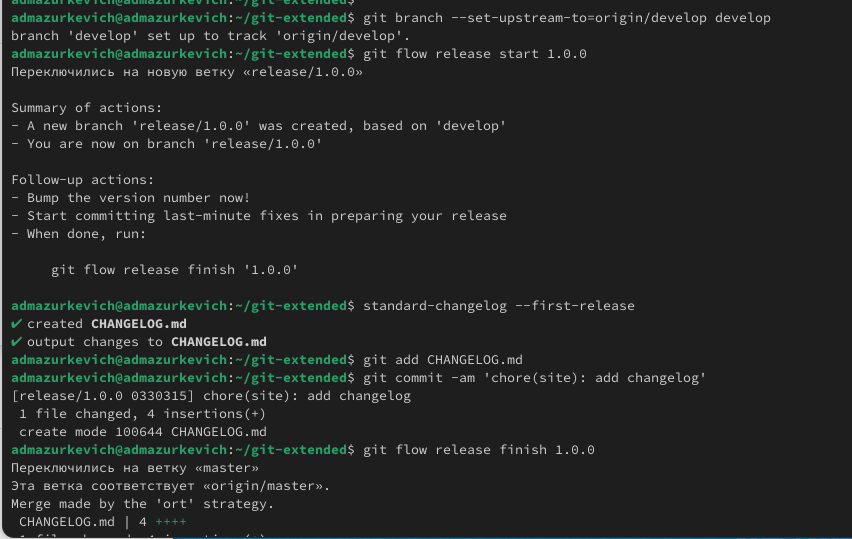 admazurkevich@admazurkevich:~/git-extended$
admazurkevich@admazurkevich:~/git-extended$ git branch --set-upstream-to=origin/develop develop
branch 'develop' set up to track 'origin/develop'.
admazurkevich@admazurkevich:~/git-extended$ git flow release start 1.0.0
Переключились на новую ветку «release/1.0.0»
Summary of actions:
- A new branch 'release/1.0.0' was created, based on 'develop'
- You are now on branch 'release/1.0.0'
Follow-up actions:
- Bump the version number now!
- Start committing last-minute fixes in preparing your release
- When done, run:
git flow release finish '1.0.0'
admazurkevich@admazurkevich:~/git-extended$ standard-changelog --first-release
✔ created CHANGELOG.md
✔ output changes to CHANGELOG.md
admazurkevich@admazurkevich:~/git-extended$ git add CHANGELOG.md
admazurkevich@admazurkevich:~/git-extended$ git commit -am 'chore(site): add changelog'
[release/1.0.0 0330315] chore(site): add changelog
1 file changed, 4 insertions(+)
create mode 100644 CHANGELOG.md
admazurkevich@admazurkevich:~/git-extended$ git flow release finish 1.0.0
Переключились на ветку «master»
Эта ветка соответствует «origin/master».
Merge made by the 'ort' strategy.
CHANGELOG.md | 4 ++++
1 file changed, 4 insertions(+)